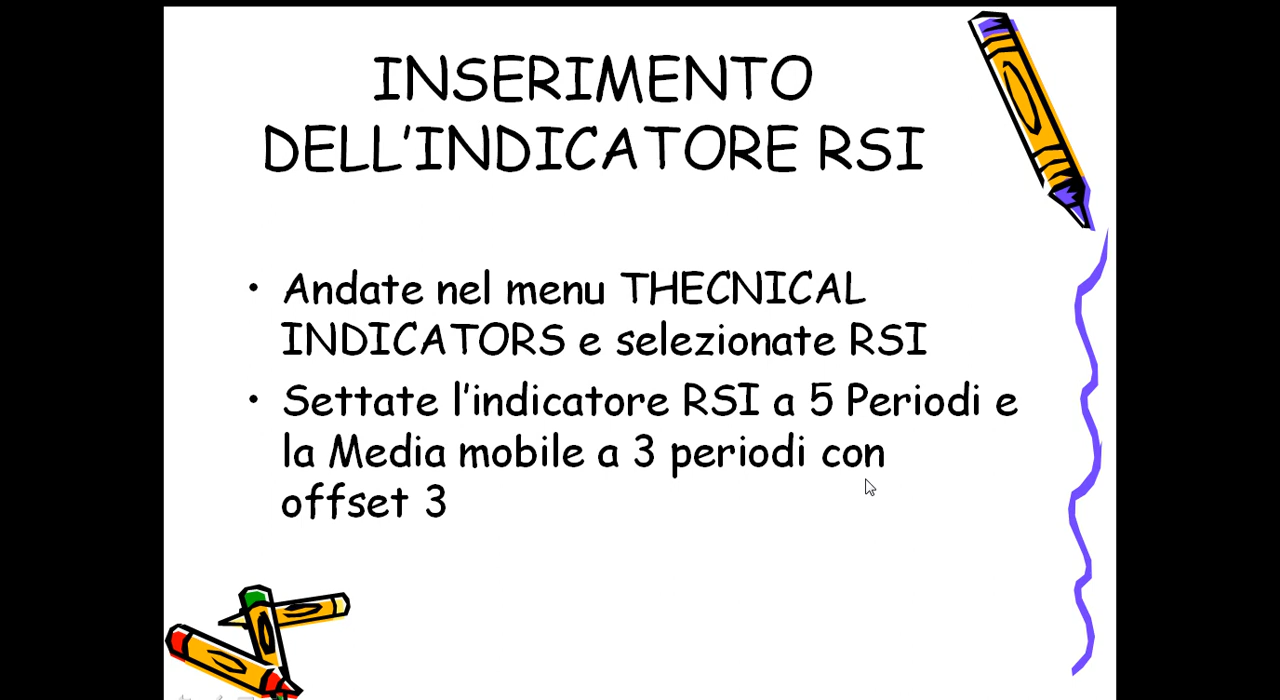 INSERIMENTO
DELL'INDICATORE RSI
• Andate nel menu THECNICAL
INDICATORS e selezionate RSI
• Settate l'indicatore RSI a 5 Periodi e
la Media mobile a 3 periodi con
offset 3